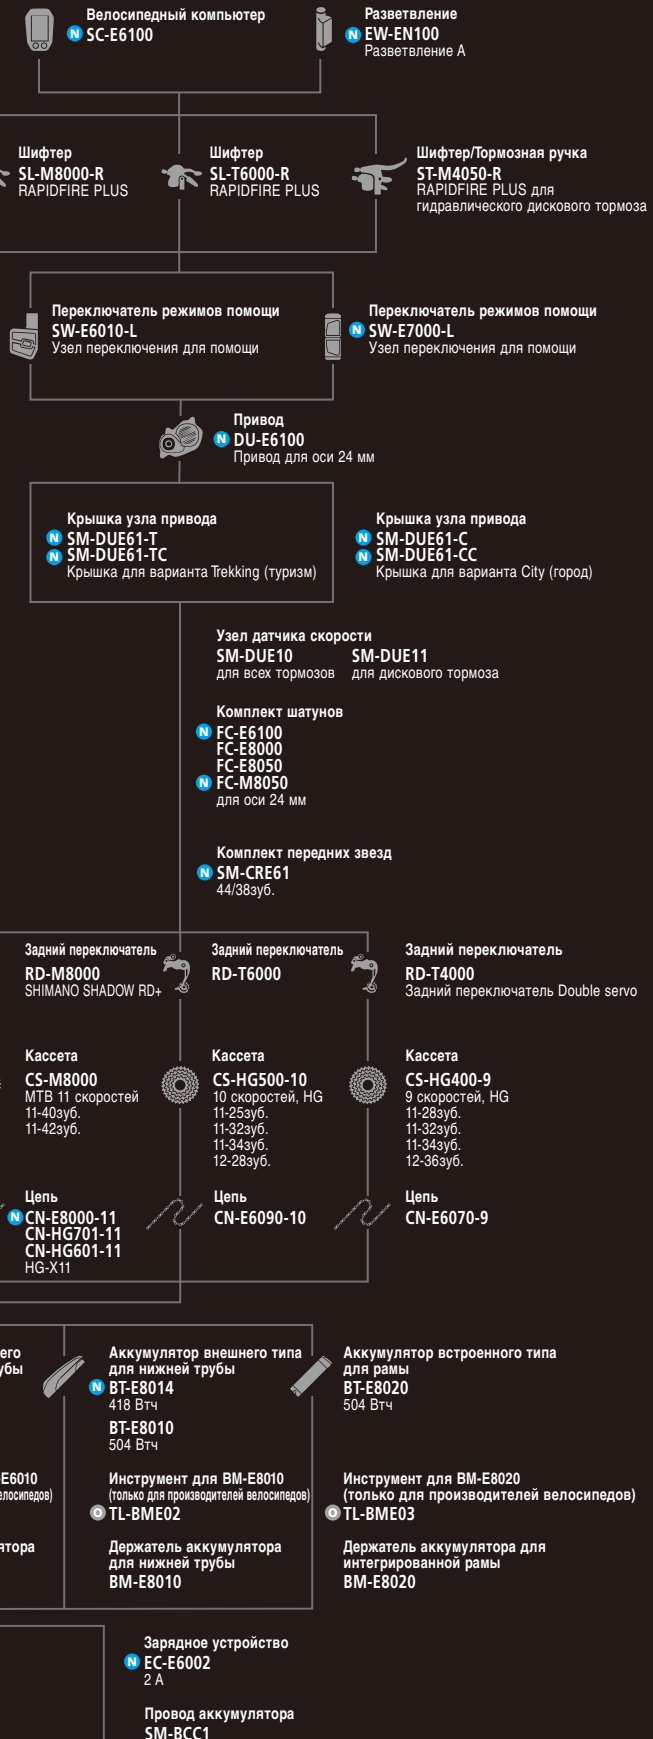 Велосипедный компьютер
N SC-E6100
Разветвление
N EW-EN100
Разветвление A
Шифтер
SL-M8000-R
RAPIDFIRE PLUS
Шифтер
SL-T6000-R
RAPIDFIRE PLUS
Шифтер/Тормозная ручка
ST-M4050-R
RAPIDFIRE PLUS для
гидравлического дискового тормоза
Переключатель режимов помощи
SW-E6010-L
Узел переключения для помощи
Переключатель режимов помощи
N SW-E7000-L
Узел переключения для помощи
Привод
N DU-E6100
Привод для оси 24 мм
Крышка узла привода
N SM-DUE61-T
N SM-DUE61-TC
Крышка для варианта Trekking (туризм)
Крышка узла привода
N SM-DUE61-C
N SM-DUE61-CC
Крышка для варианта City (город)
Узел датчика скорости
SM-DUE10
для всех тормозов
SM-DUE11
для дискового тормоза
Комплект шатунов
N FC-E6100
FC-E8000
FC-E8050
N FC-M8050
для оси 24 мм
Комплект передних звезд
N SM-CRE61
44/38зуб.
Задний переключатель
RD-M8000
SHIMANO SHADOW RD+
Задний переключатель
RD-T6000
Задний переключатель
RD-T4000
Задний переключатель Double servo
Кассета
CS-M8000
MTB 11 скоростей
11-40зуб.
11-42зуб.
Кассета
CS-HG500-10
10 скоростей, HG
11-25зуб.
11-32зуб.
11-34зуб.
12-28зуб.
Кассета
CS-HG400-9
9 скоростей, HG
11-28зуб.
11-32зуб.
11-34зуб.
12-36зуб.
Цепь
N CN-E8000-11
CN-HG701-11
CN-HG601-11
HG-X11
Цепь
CN-E6090-10
Цепь
CN-E6070-9
его
убы
Аккумулятор внешнего типа
для нижней трубы
N BT-E8014
418 Втч
BT-E8010
504 Втч
Аккумулятор встроенного типа
для рамы
BT-E8020
504 Втч
E6010
елосипедов)
Инструмент для BM-E8010
(только для производителей велосипедов)
O TL-BME02
Инструмент для BM-E8020
(только для производителей велосипедов)
O TL-BME03
ятора
Держатель аккумулятора
для нижней трубы
BM-E8010
Держатель аккумулятора для
интегрированной рамы
BM-E8020
Зарядное устройство
N EC-E6002
2 A
Провод аккумулятора
SM-BCC1